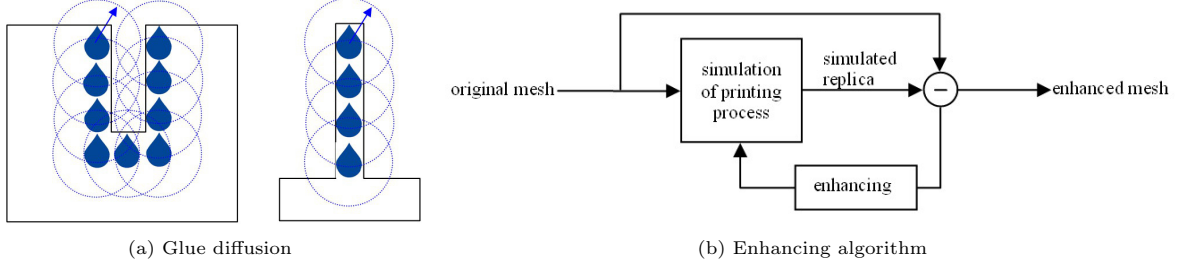 original mesh
simulation
of printing
process
simulated
replica
−
enhanced mesh
enhancing
(a) Glue diffusion
(b) Enhancing algorithm